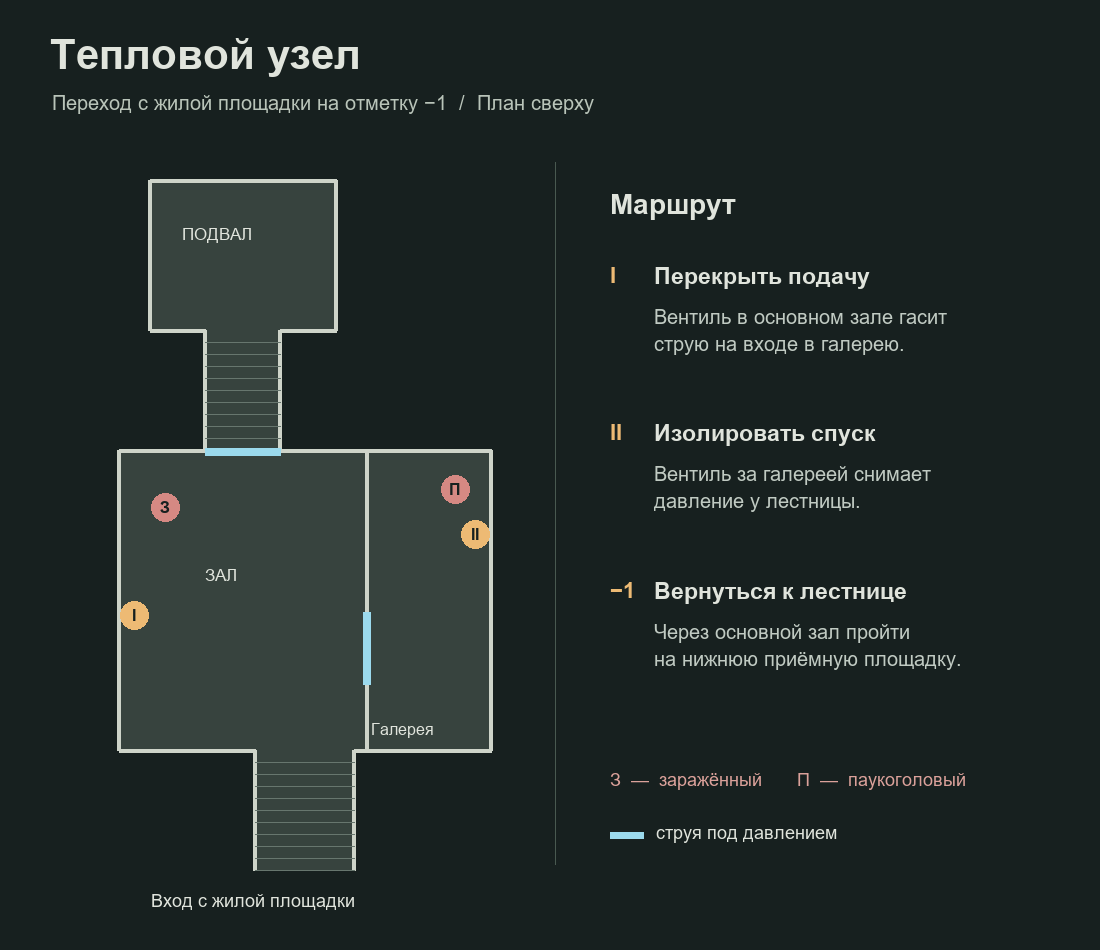 Тепловой узел
Переход с жилой площадки на отметку −1 / План сверху
ПОДВАЛ
З
П
II
ЗАЛ
I
Галерея
Вход с жилой площадки
Маршрут
I Перекрыть подачу
Вентиль в основном зале гасит
струю на входе в галерею.
II Изолировать спуск
Вентиль за галереей снимает
давление у лестницы.
−1 Вернуться к лестнице
Через основной зал пройти
на нижнюю приёмную площадку.
З — заражённый П — паукоголовый
струя под давлением